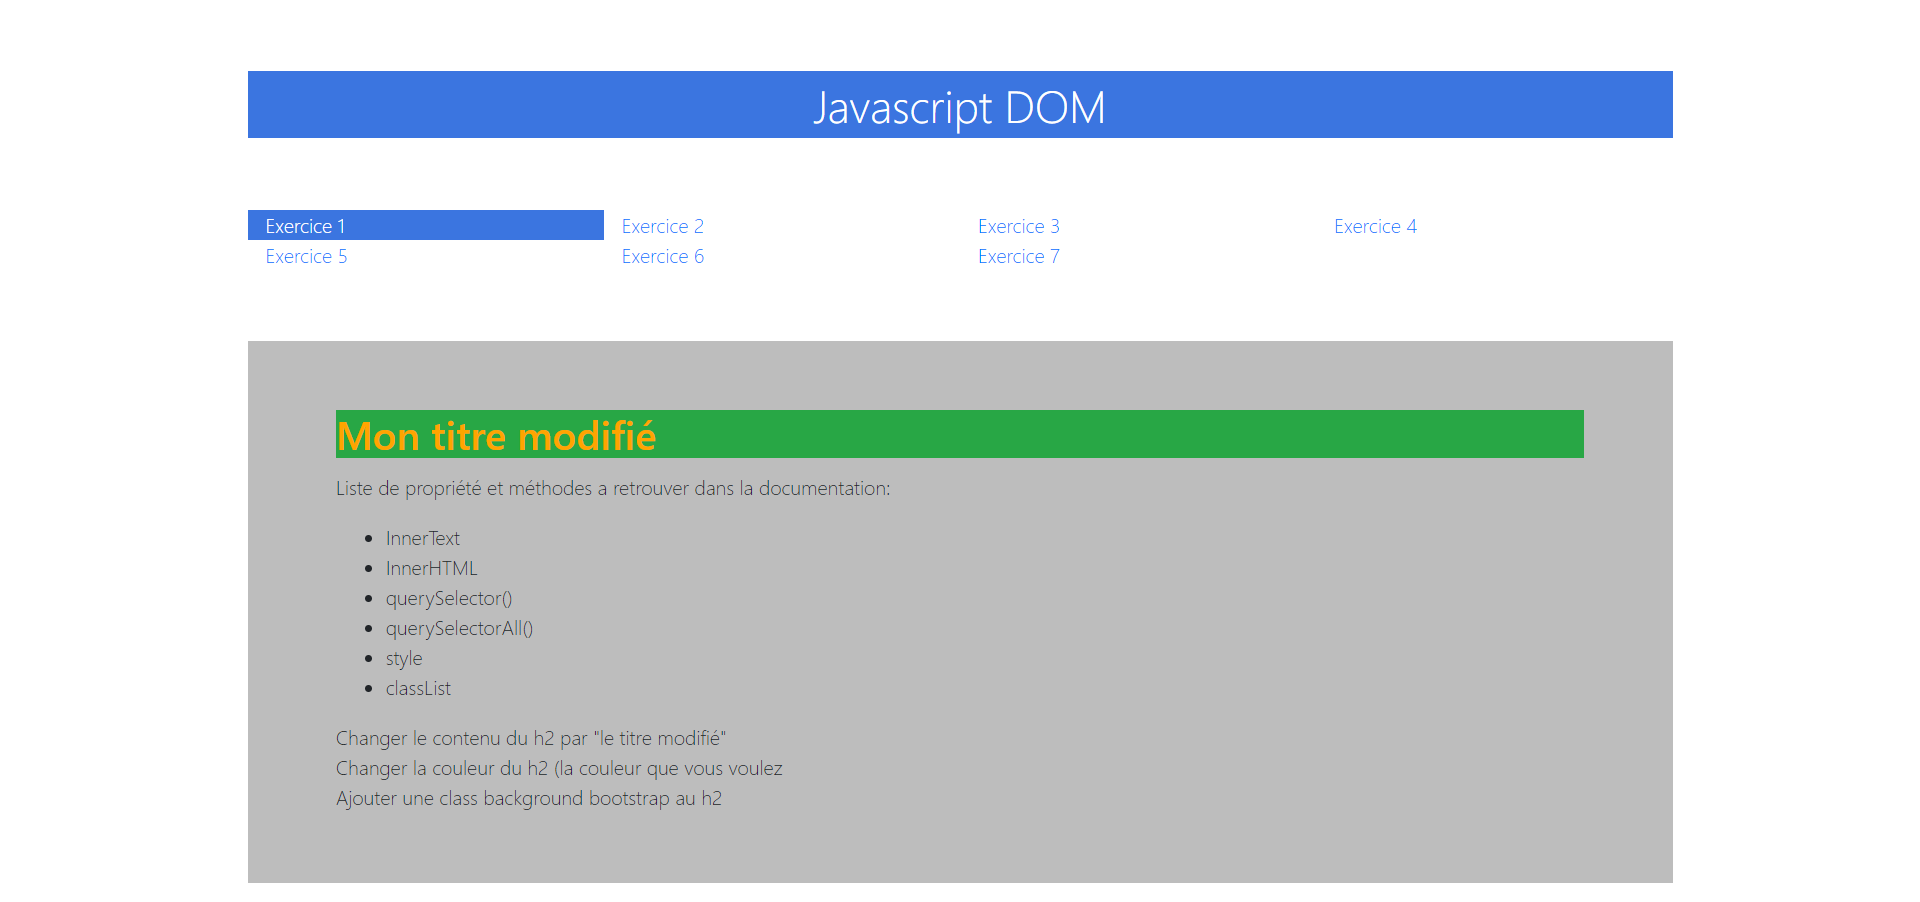 Javascript DOM
Exercice 1 Exercice 2 Exercice 3 Exercice 4
Exercice 5 Exercice 6 Exercice 7
Mon titre modifié
Liste de propriété et méthodes a retrouver dans la documentation:
InnerText
InnerHTML
querySelector()
querySelectorAll()
style
classList
Changer le contenu du h2 par "le titre modifié"
Changer la couleur du h2 (la couleur que vous voulez
Ajouter une class background bootstrap au h2